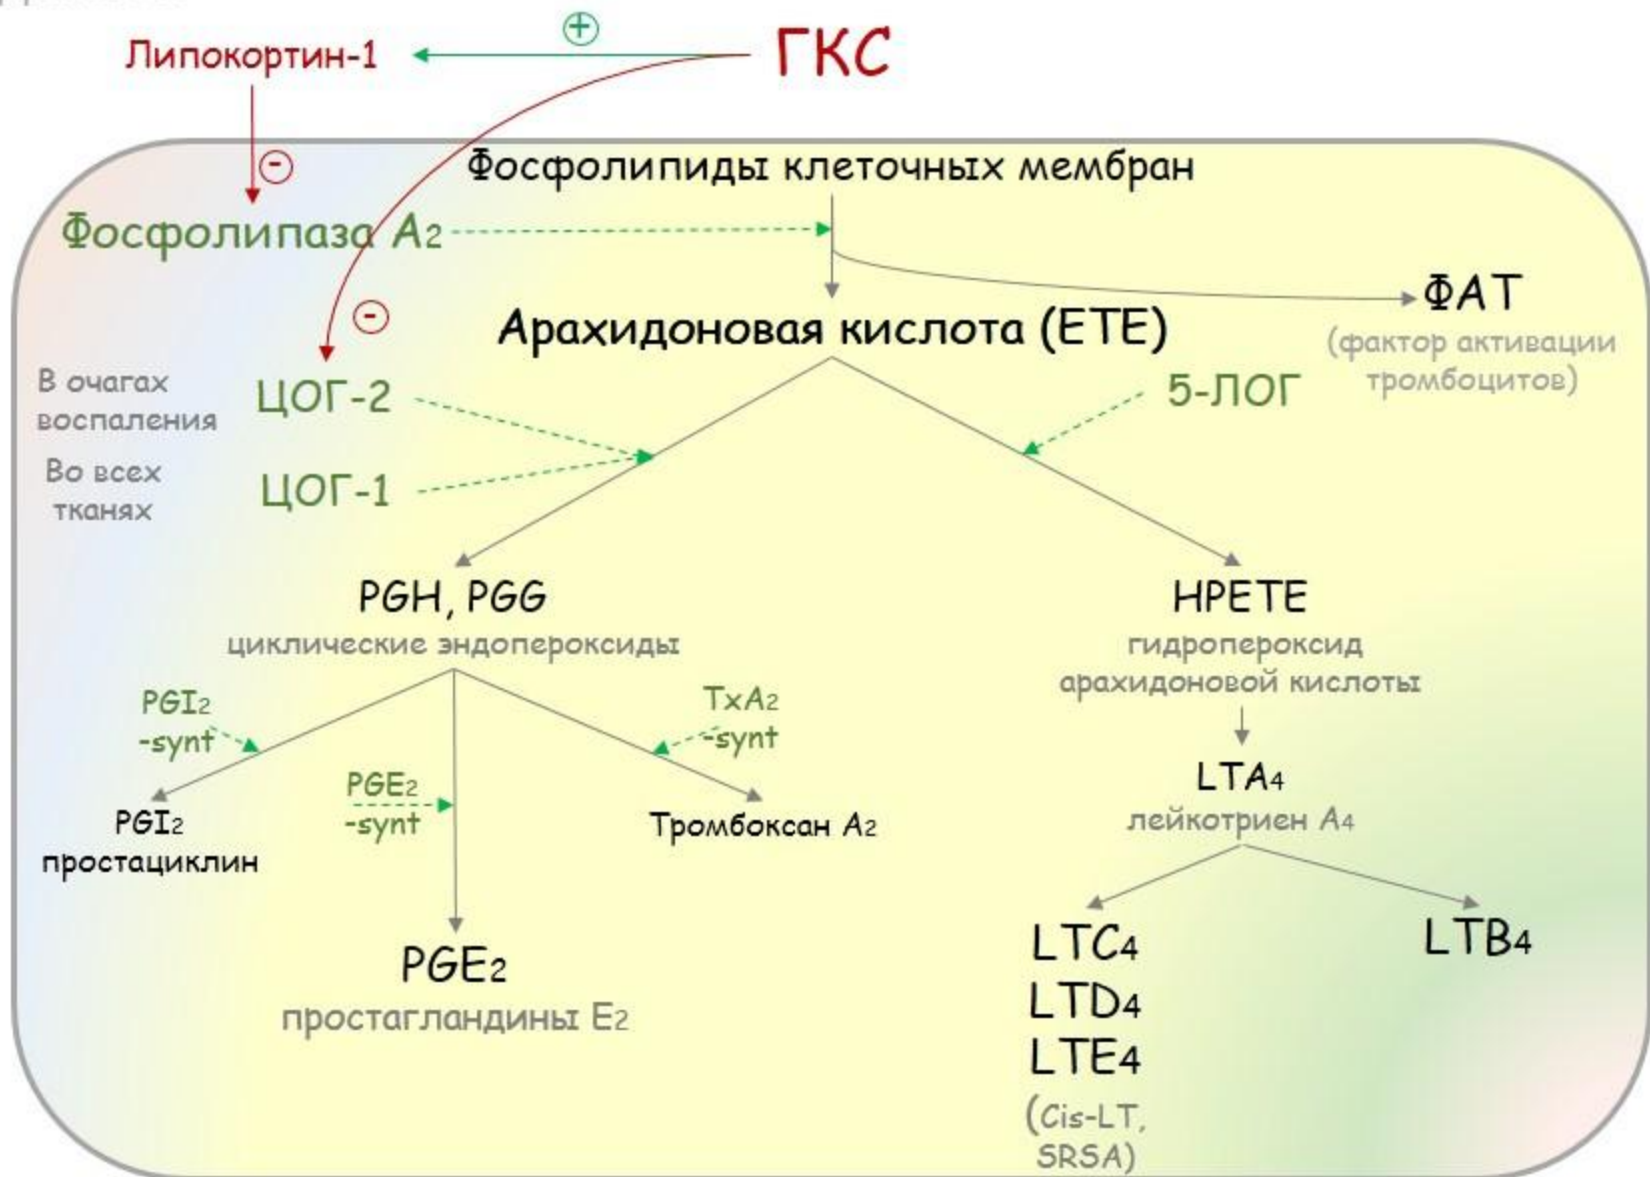 Липокортин-1
+
ГКС
-
Фосфолипиды клеточных мембран
Фосфолипаза А2
ФАТ
(фактор активации
тромбоцитов)
-
Арахидоновая кислота (ETE)
В очагах
воспаления
ЦОГ-2
5-ЛОГ
Во всех
тканях
ЦОГ-1
PGH, PGG
циклические эндопероксиды
HPETE
гидропероксид
арахидоновой кислоты
PGI2
-synt
TxA2
-synt
PGE2
-synt
LTA4
лейкотриен А4
PGI2
простациклин
Тромбоксан А2
PGE2
простагландины Е2
LTC4
LTD4
LTE4
(Cis-LT,
SRSA)
LTB4